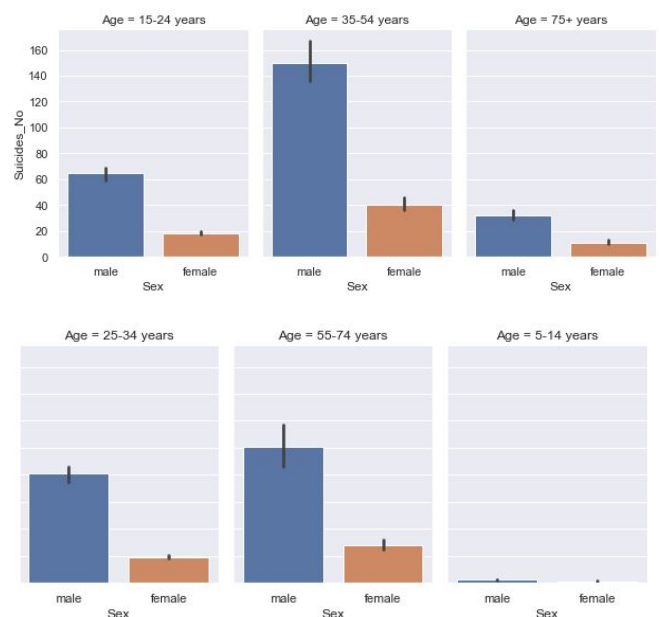 Age = 15-24 years
Age = 35-54 years
Age = 75+ years
Suicides_No
160
140
120
100
80
60
40
20
0
male
female
male
female
male
female
Sex
Sex
Sex
Age = 25-34 years
Age = 55-74 years
Age = 5-14 years
male
female
male
female
male
female
Sex
Sex
Sex